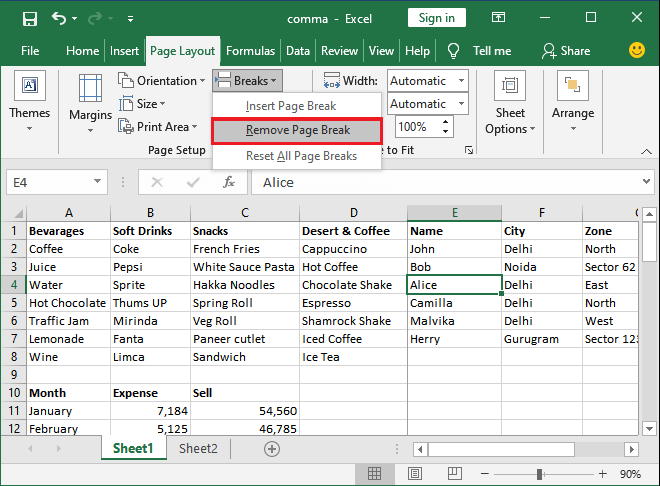 comma - Excel Sign in
File Home Insert Page Layout Formulas Data Review View Help Tell me Share
Themes Margins Orientation Size Print Area Breaks Width: Automatic Automatic 100% Sheet Options Arrange
Insert Page Break
Remove Page Break
Reset All Page Breaks
Page Setup e to Fit
E4 fx Alice
A B C D E F
1 Bevarages Soft Drinks Snacks Desert & Coffee Name City Zone
2 Coffee Coke French Fries Cappuccino John Delhi North
3 Juice Pepsi White Sauce Pasta Hot Coffee Bob Noida Sector 62
4 Water Sprite Hakka Noodles Chocolate Shake Alice Delhi East
5 Hot Chocolate Thums UP Spring Roll Espresso Camilla Delhi North
6 Traffic Jam Mirinda Veg Roll Shamrock Shake Malvika Delhi West
7 Lemonade Fanta Paneer cutlet Iced Coffee Herry Gurugram Sector 123
8 Wine Limca Sandwich Ice Tea
9
10 Month Expense Sell
11 January 7,184 54,560
12 February 5,125 46,785
Sheet1 Sheet2
90%